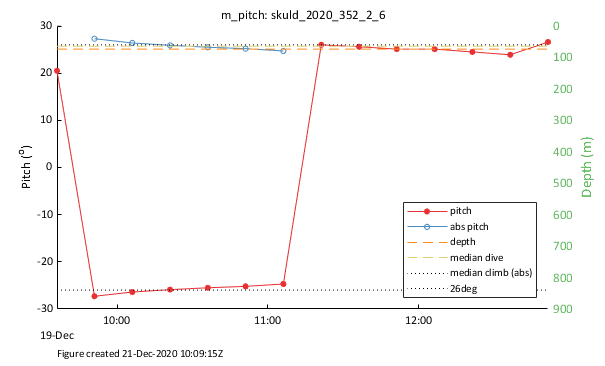 m_pitch: skuld_2020_352_2_6
30
20
10
0
-10
-20
-30
Pitch (o)
0
100
200
300
400
500
600
700
800
900
Depth (m)
pitch
abs pitch
depth
median dive
median climb (abs)
26deg
10:00
11:00
12:00
19-Dec
Figure created 21-Dec-2020 10:09:15Z